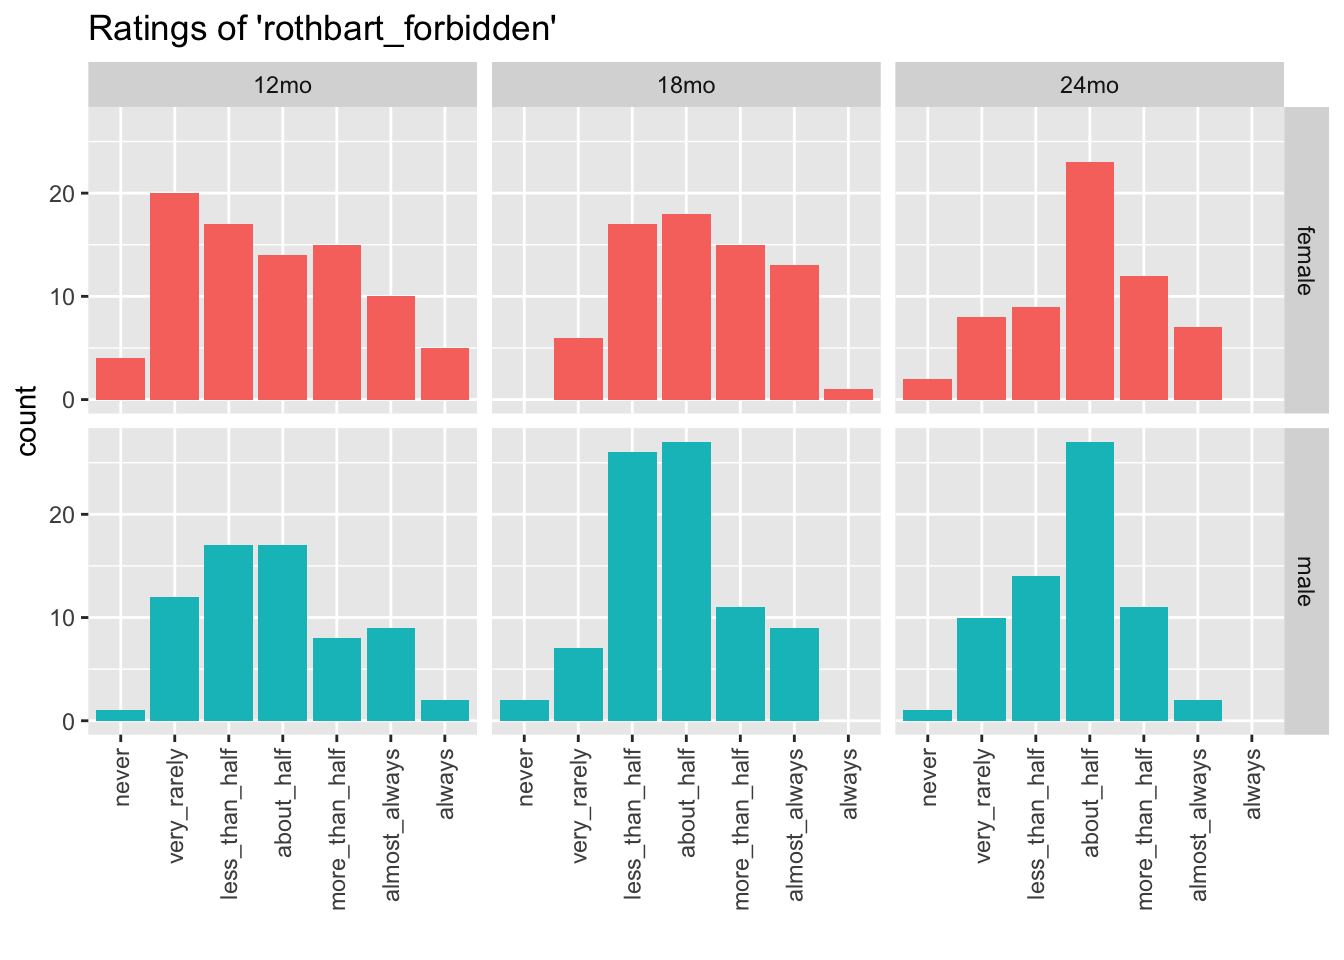 Ratings of 'rothbart_forbidden'
12mo 18mo 24mo
count
20
10
0
female
20
10
0
male
never very_rarely less_than_half about_half more_than_half almost_always always
never very_rarely less_than_half about_half more_than_half almost_always always
never very_rarely less_than_half about_half more_than_half almost_always always